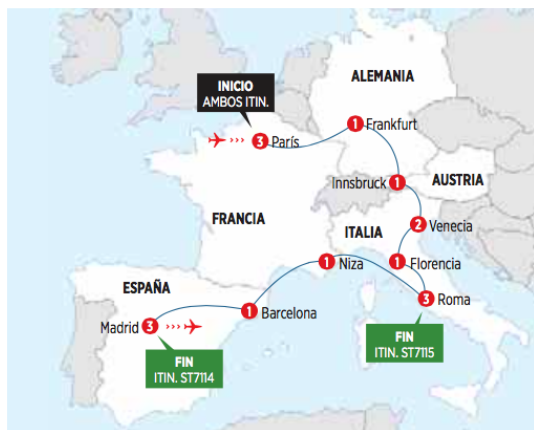 ALEMANIA
INICIO
AMBOS ITIN.
1 Frankfurt
3 París
Innsbruck 1
AUSTRIA
FRANCIA
2 Venecia
ITALIA
1 Niza
1 Florencia
ESPAÑA
3 Roma
1 Barcelona
Madrid 3
FIN
ITIN. ST7115
FIN
ITIN. ST7114